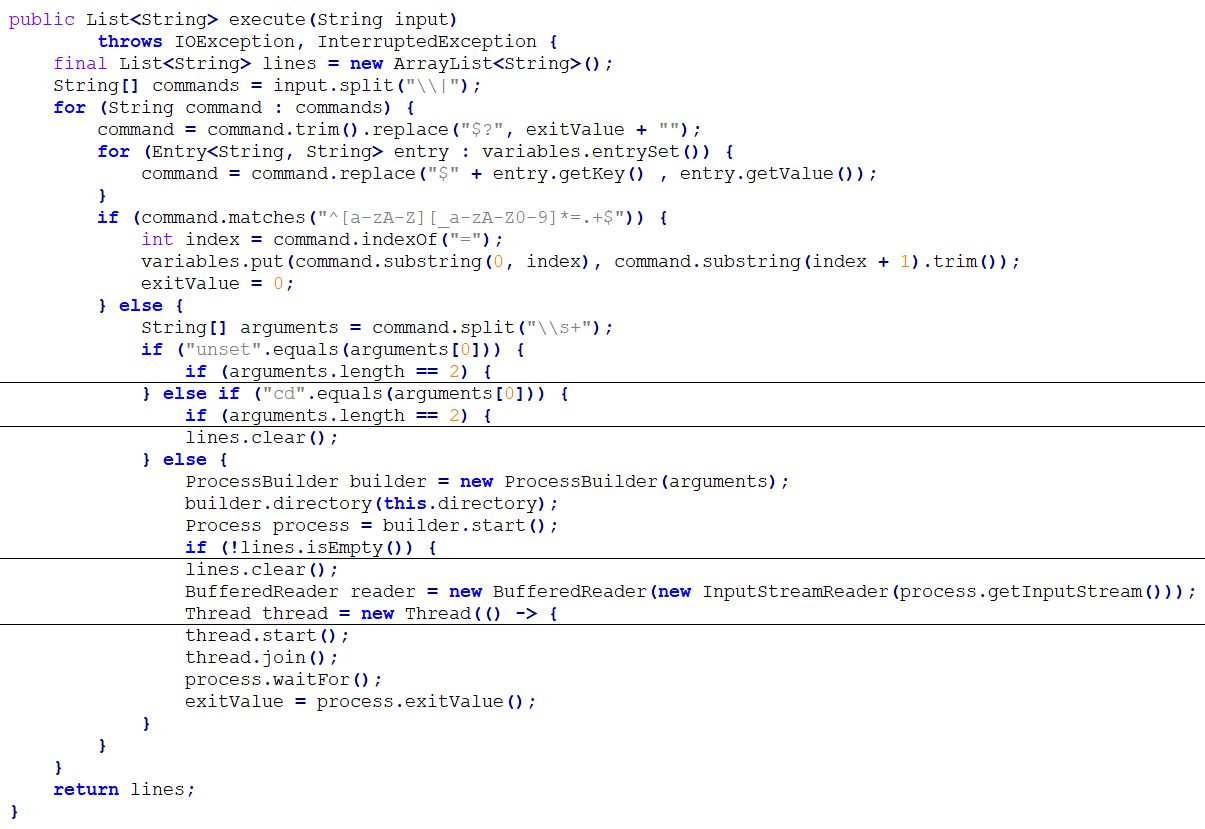 public List<String> execute(String input)
        throws IOException, InterruptedException {
    final List<String> lines = new ArrayList<String>();
    String[] commands = input.split("\\|");
    for (String command : commands) {
        command = command.trim().replace("$?", exitValue + "");
        for (Entry<String, String> entry : variables.entrySet()) {
            command = command.replace("$" + entry.getKey() , entry.getValue());
        }
        if (command.matches("^[a-zA-Z][_a-zA-Z0-9]*=.+$")) {
            int index = command.indexOf("=");
            variables.put(command.substring(0, index), command.substring(index + 1).trim());
            exitValue = 0;
        } else {
            String[] arguments = command.split("\\s+");
            if ("unset".equals(arguments[0])) {
                if (arguments.length == 2) {
            } else if ("cd".equals(arguments[0])) {
                if (arguments.length == 2) {
                lines.clear();
            } else {
                ProcessBuilder builder = new ProcessBuilder(arguments);
                builder.directory(this.directory);
                Process process = builder.start();
                if (!lines.isEmpty()) {
                lines.clear();
                BufferedReader reader = new BufferedReader(new InputStreamReader(process.getInputStream()));
                Thread thread = new Thread(() -> {
                thread.start();
                thread.join();
                process.waitFor();
                exitValue = process.exitValue();
            }
        }
    }
    return lines;
}